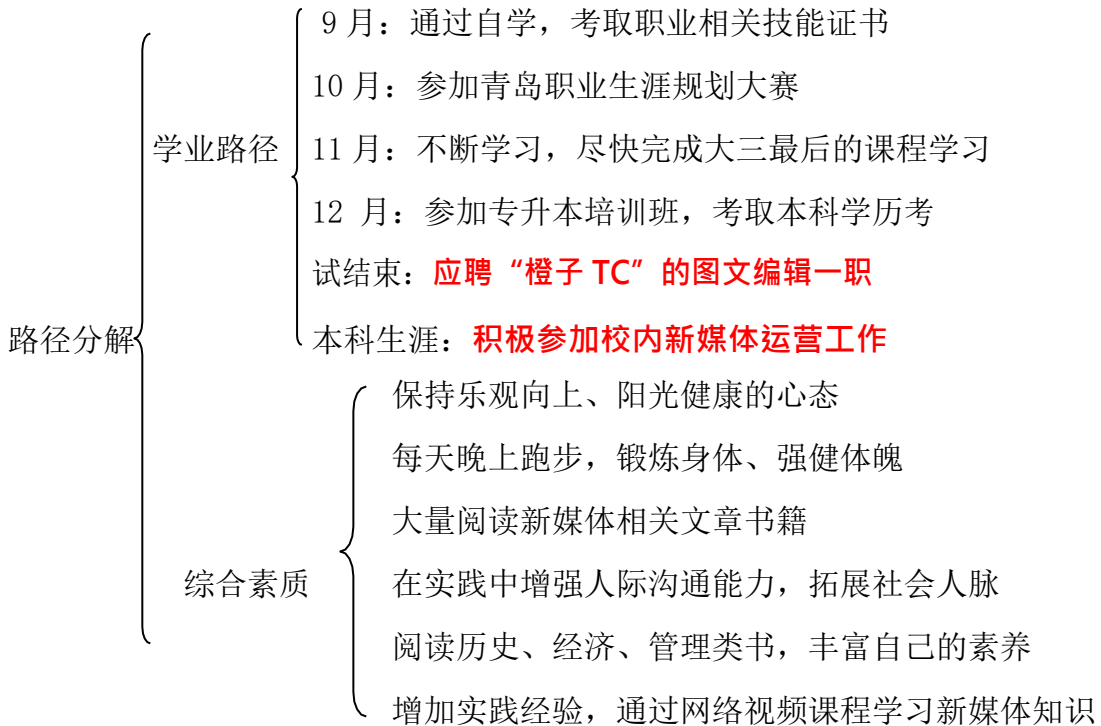 9 月：通过自学，考取职业相关技能证书
10 月：参加青岛职业生涯规划大赛
学业路径
11 月：不断学习，尽快完成大三最后的课程学习
12 月：参加专升本培训班，考取本科学历考
试结束：应聘“橙子 TC”的图文编辑一职
路径分解
本科生涯：积极参加校内新媒体运营工作
保持乐观向上、阳光健康的心态
每天晚上跑步，锻炼身体、强健体魄
大量阅读新媒体相关文章书籍
综合素质
在实践中增强人际沟通能力，拓展社会人脉
阅读历史、经济、管理类书，丰富自己的素养
增加实践经验，通过网络视频课程学习新媒体知识